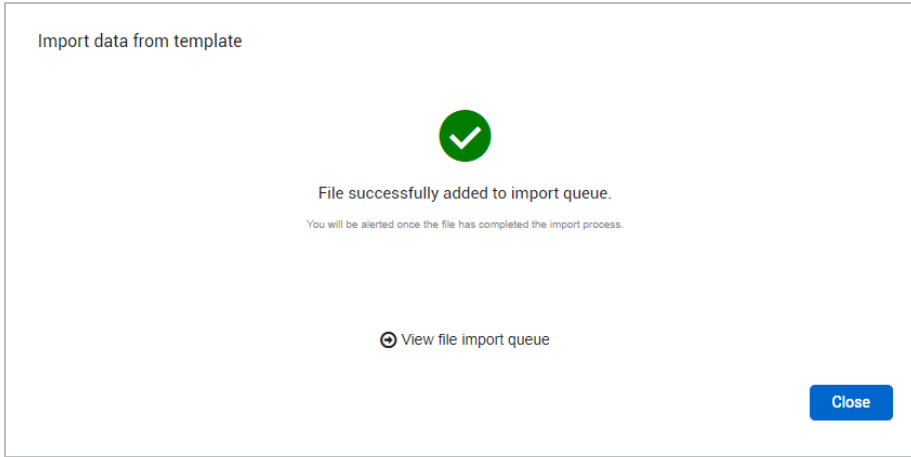 Import data from template
File successfully added to import queue.
You will be alerted once the file has completed the import process.
View file import queue
Close